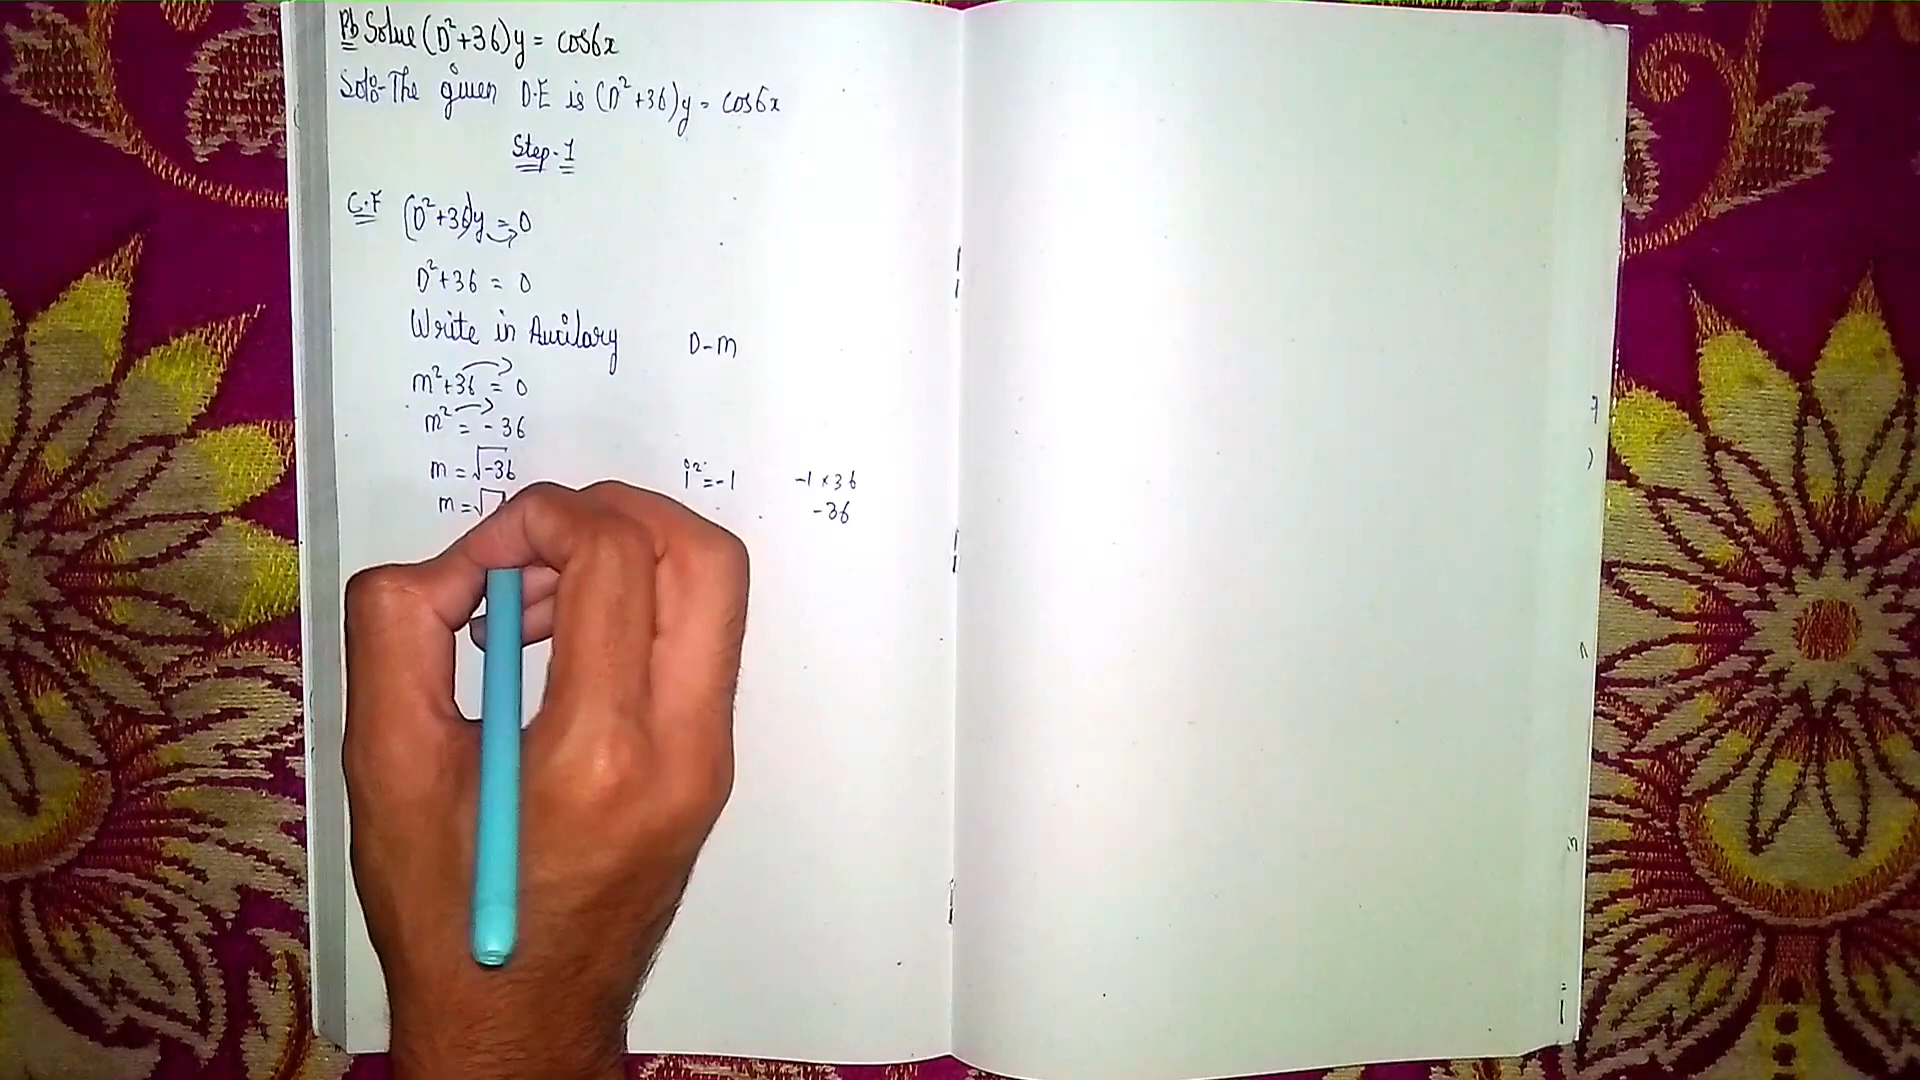 Pb Solve (D²+36)y = cos6x
Sol:- The given D.E is (D²+36)y = cos6x
Step-1
C.F (D²+36)y = 0
D²+36 = 0
Write in Auxilary D-m
m²+36 = 0
m² = -36
m = √-36 i²=-1 -1×36
m = √ -36